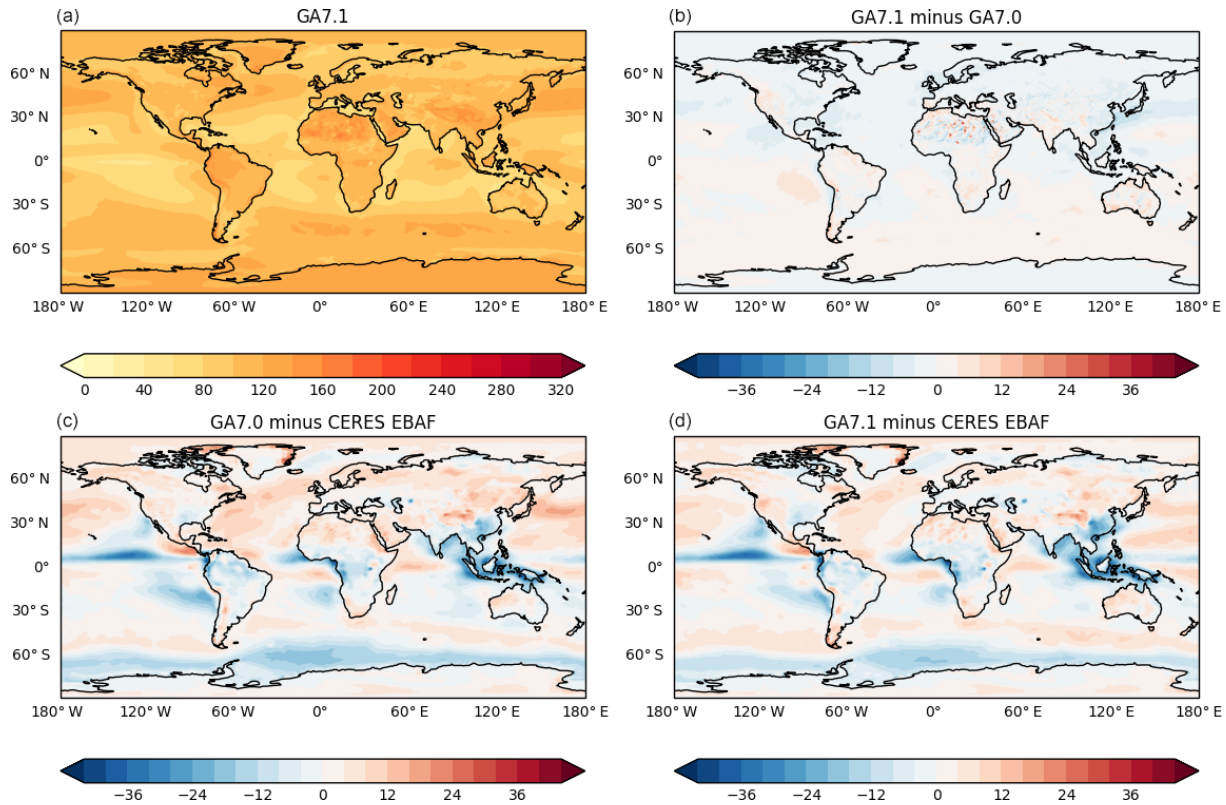 (a) GA7.1
60° N
30° N
0°
30° S
60° S
180° W 120° W 60° W 0° 60° E 120° E 180° E
0 40 80 120 160 200 240 280 320
(b) GA7.1 minus GA7.0
60° N
30° N
0°
30° S
60° S
180° W 120° W 60° W 0° 60° E 120° E 180° E
−36 −24 −12 0 12 24 36
(c) GA7.0 minus CERES EBAF
60° N
30° N
0°
30° S
60° S
180° W 120° W 60° W 0° 60° E 120° E 180° E
−36 −24 −12 0 12 24 36
(d) GA7.1 minus CERES EBAF
60° N
30° N
0°
30° S
60° S
180° W 120° W 60° W 0° 60° E 120° E 180° E
−36 −24 −12 0 12 24 36